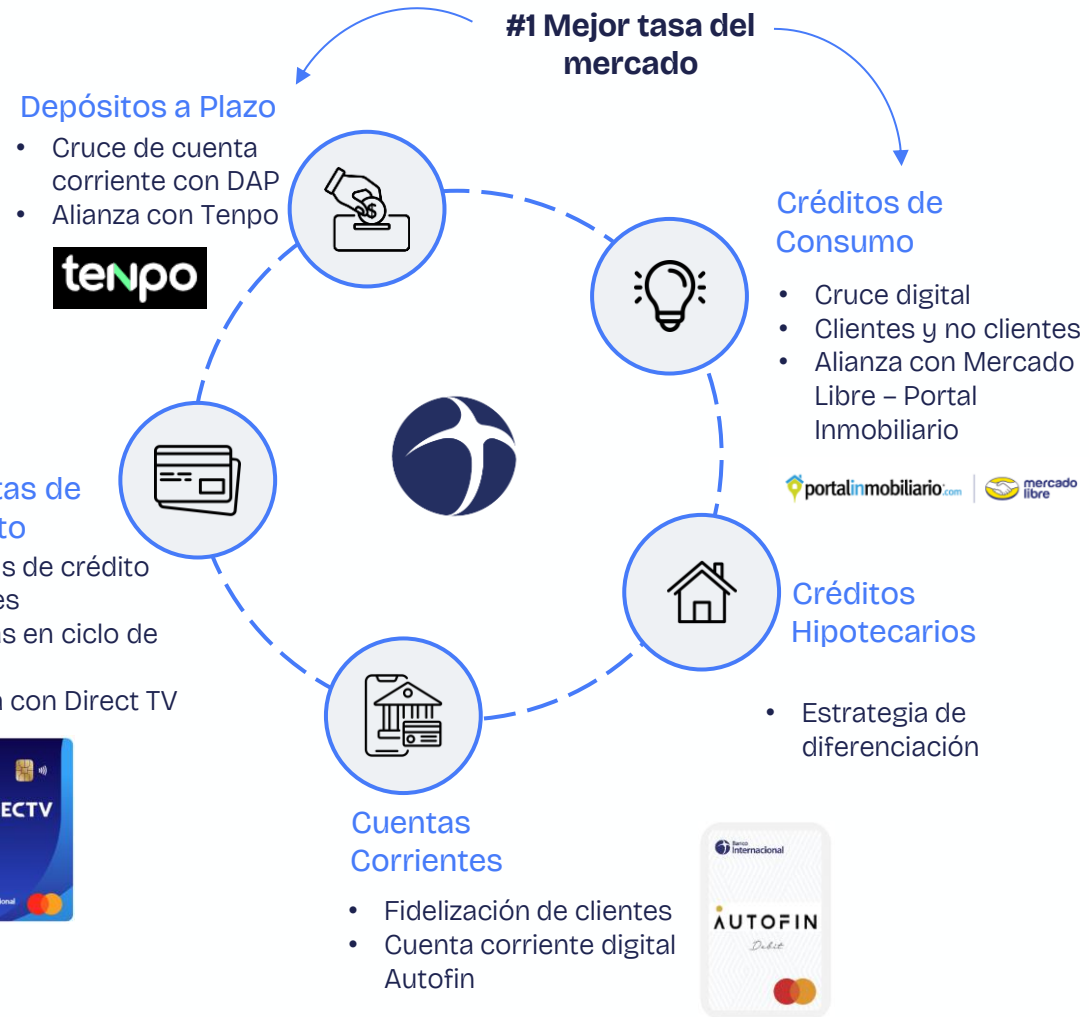 #1 Mejor tasa del
mercado
Depósitos a Plazo
• Cruce de cuenta
corriente con DAP
• Alianza con Tenpo
tenpo
Créditos de
Consumo
• Cruce digital
• Clientes y no clientes
• Alianza con Mercado
Libre – Portal
Inmobiliario
portalinmobiliario.com
mercado
libre
tas de
to
s de crédito
es
as en ciclo de
n con Direct TV
ECTV
ional
Créditos
Hipotecarios
• Estrategia de
diferenciación
Cuentas
Corrientes
• Fidelización de clientes
• Cuenta corriente digital
Autofin
Banco
Internacional
AUTOFIN
Debit